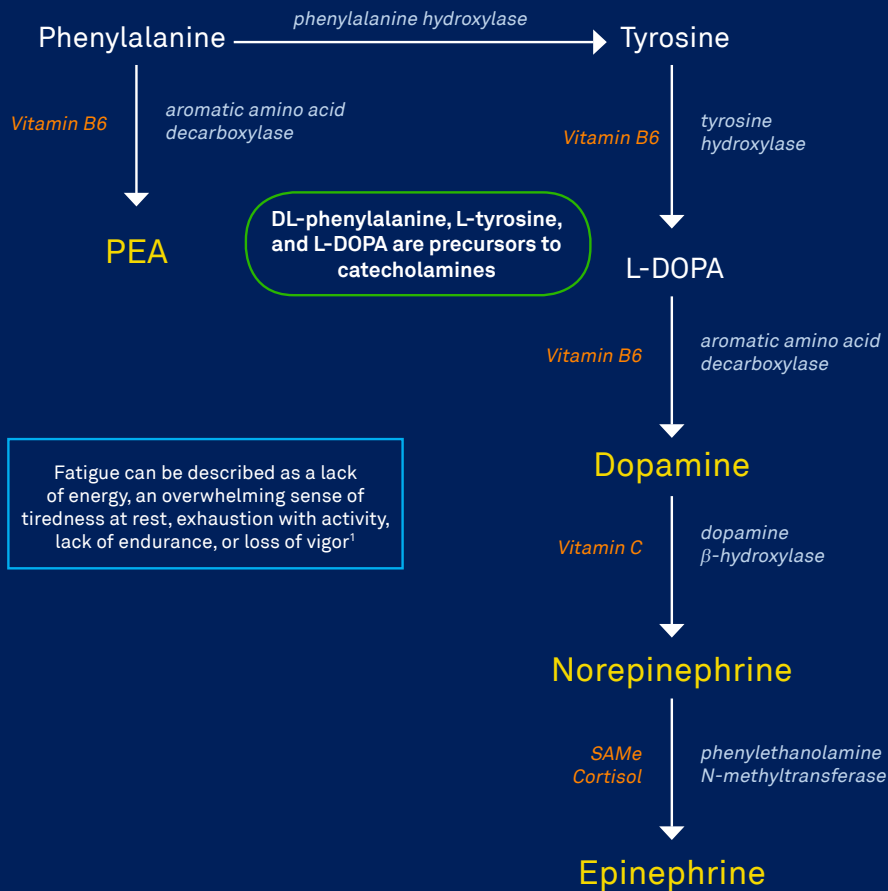 phenylalanine hydroxylase
Phenylalanine
Tyrosine
Vitamin B6
aromatic amino acid
decarboxylase
Vitamin B6
tyrosine
hydroxylase
PEA
DL-phenylalanine, L-tyrosine,
and L-DOPA are precursors to
catecholamines
L-DOPA
Vitamin B6
aromatic amino acid
decarboxylase
Dopamine
Fatigue can be described as a lack
of energy, an overwhelming sense of
tiredness at rest, exhaustion with activity,
lack of endurance, or loss of vigor¹
Vitamin C
dopamine
β-hydroxylase
Norepinephrine
SAMe
Cortisol
phenylethanolamine
N-methyltransferase
Epinephrine